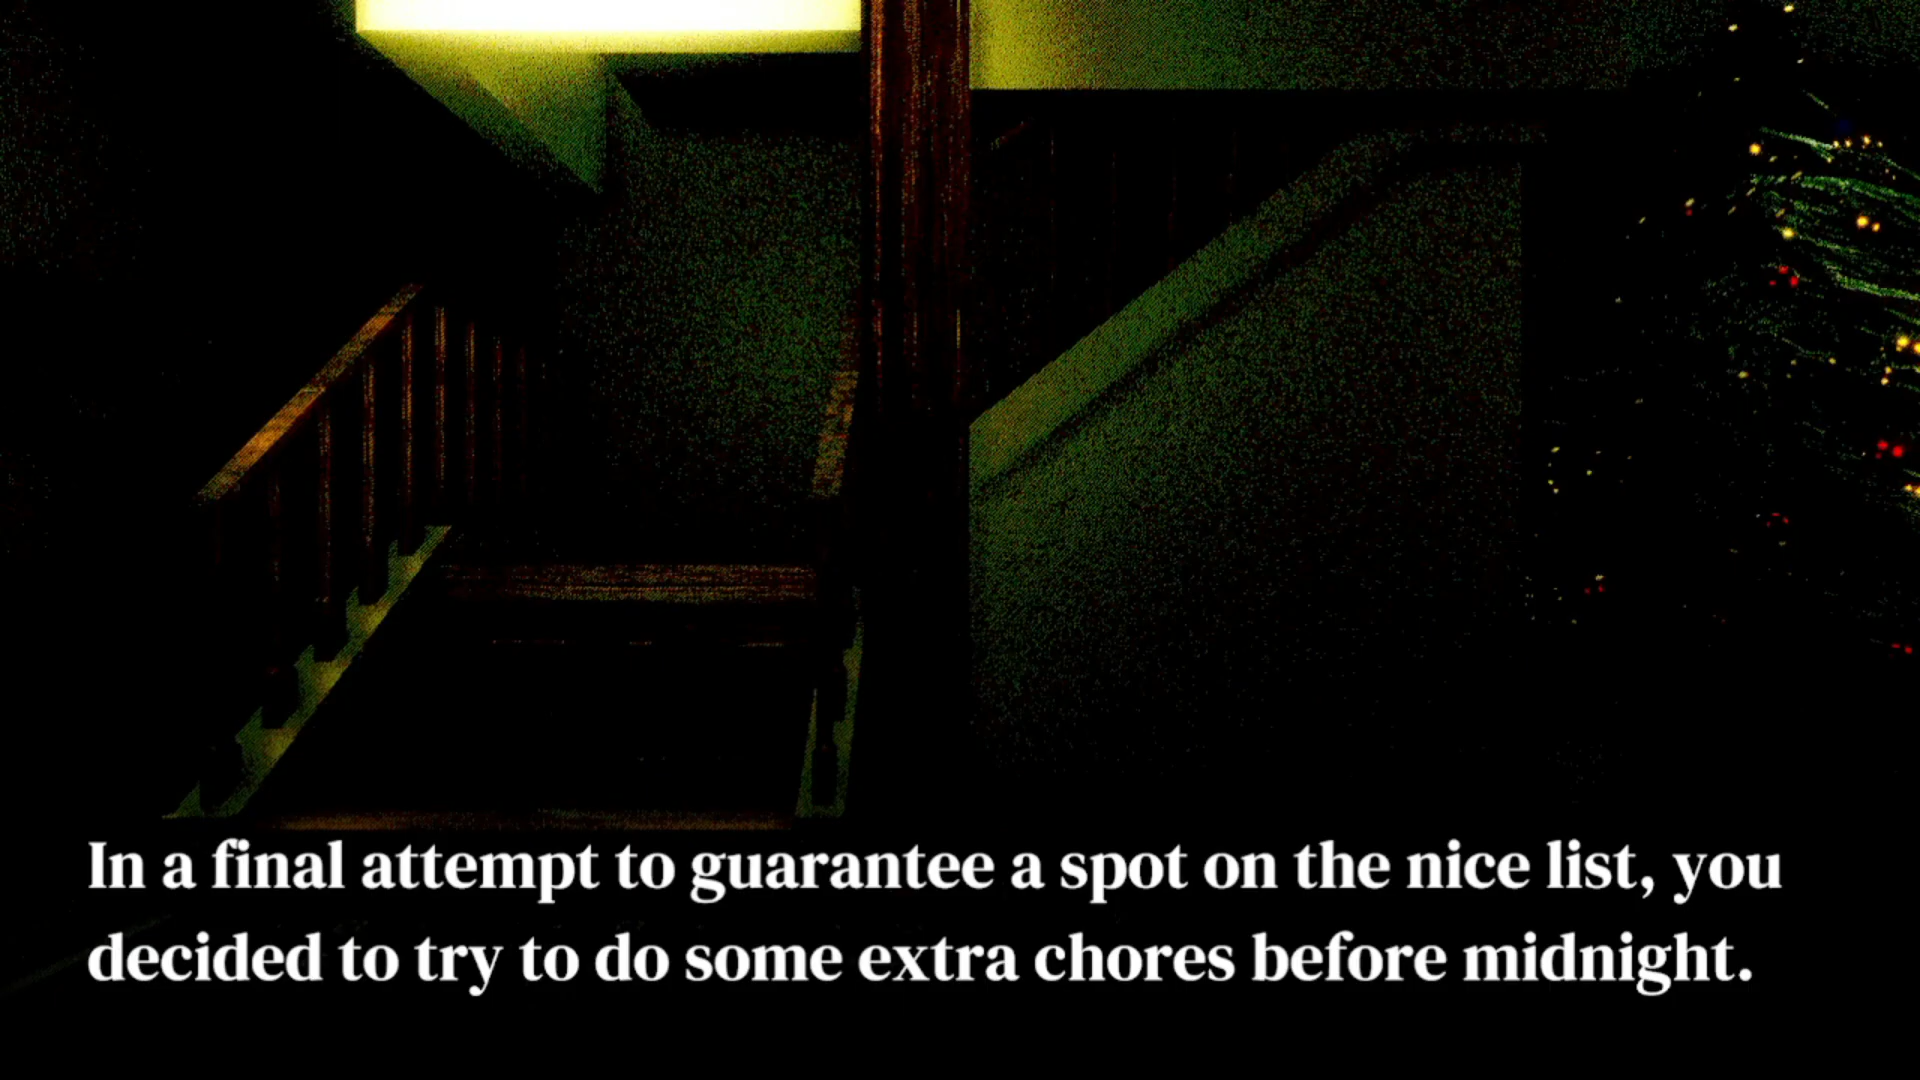 In a final attempt to guarantee a spot on the nice list, you
decided to try to do some extra chores before midnight.